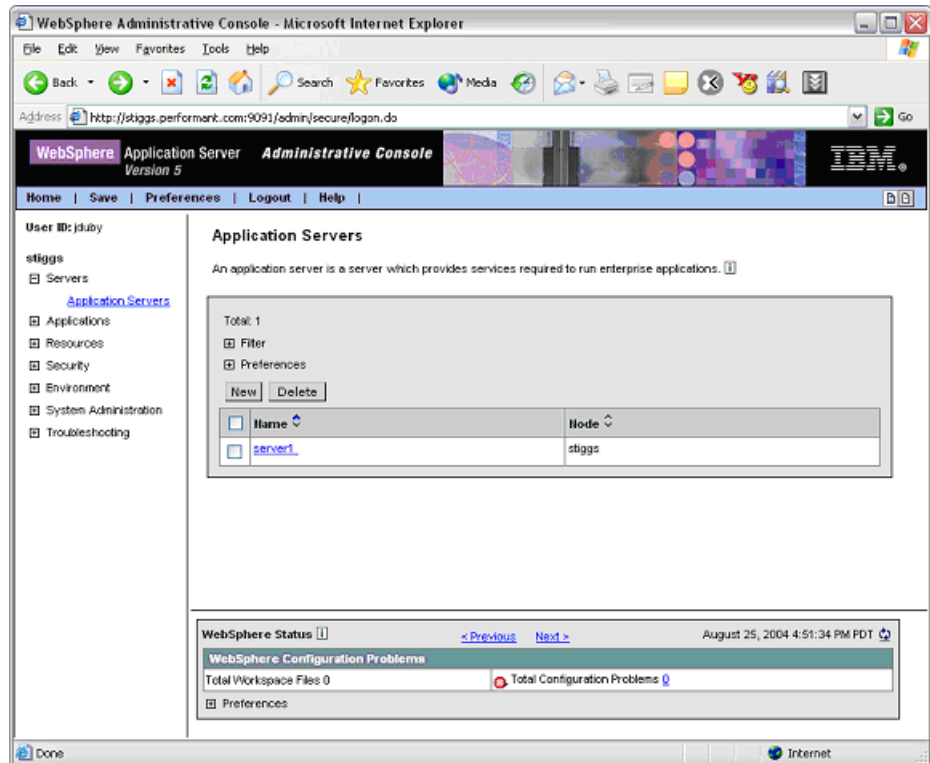 WebSphere Administrative Console - Microsoft Internet Explorer
File Edit View Favorites Tools Help
Back Search Favorites Media
Address http://stiggs.performant.com:9091/admin/secure/logon.do Go
WebSphere Application Server Administrative Console
Version 5
IBM.
Home | Save | Preferences | Logout | Help |
User ID: jduby
stiggs
Servers
Application Servers
Applications
Resources
Security
Environment
System Administration
Troubleshooting
Application Servers
An application server is a server which provides services required to run enterprise applications. i
Total: 1
Filter
Preferences
New Delete
Name Node
server1 stiggs
WebSphere Status i < Previous Next > August 25, 2004 4:51:34 PM PDT
WebSphere Configuration Problems
Total Workspace Files 0 Total Configuration Problems 0
Preferences
Done Internet